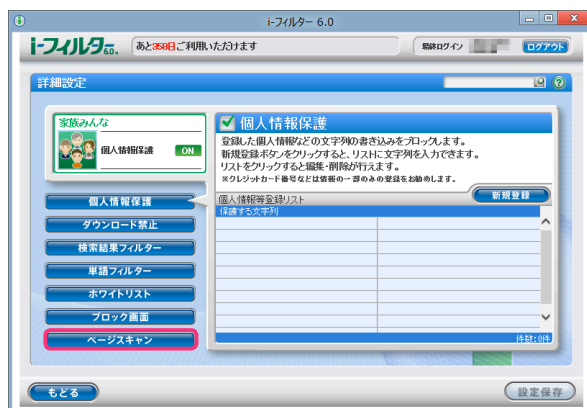 i-フィルター 6.0
i-フィルター6.0.
あと358日ご利用いただけます
最終ログイン
ログアウト
詳細設定
家族みんな
個人情報保護 ON
個人情報保護
ダウンロード禁止
検索結果フィルター
単語フィルター
ホワイトリスト
ブロック画面
ページスキャン
個人情報保護
登録した個人情報などの文字列の書き込みをブロックします。
新規登録ボタンをクリックすると、リストに文字列を入力できます。
リストをクリックすると編集・削除が行えます。
※クレジットカード番号などは情報の一部のみの登録をお勧めします。
新規登録
個人情報等登録リスト
保護する文字列
件数:0件
もどる
設定保存